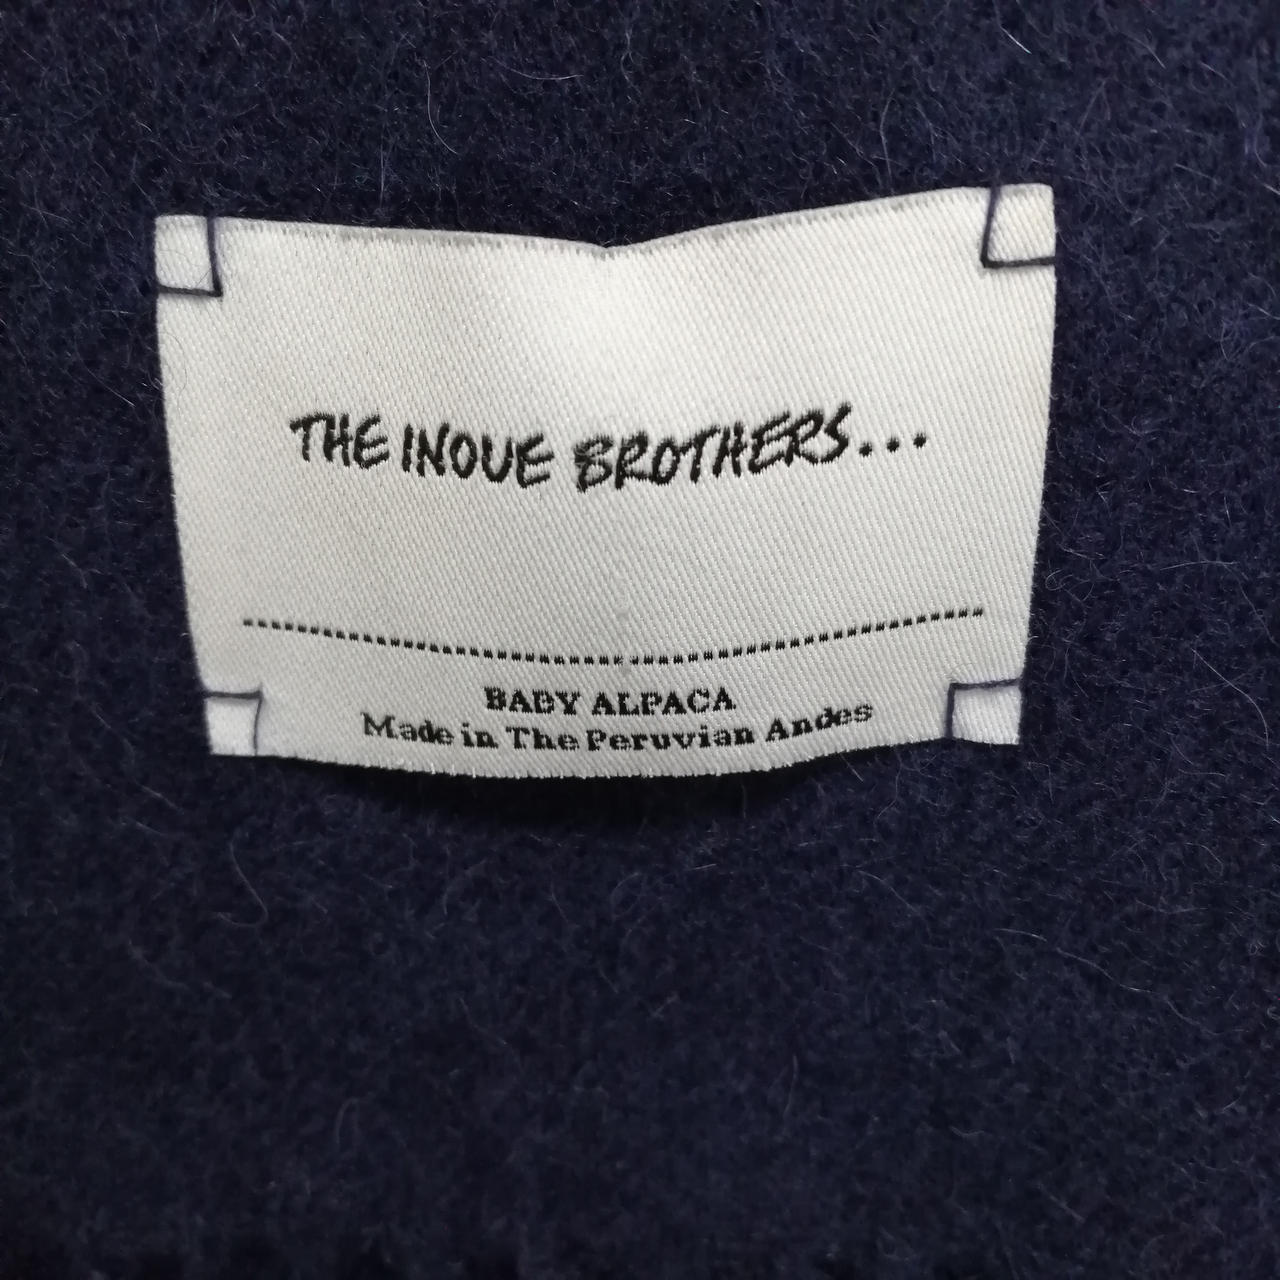 THE INOUE BROTHERS...
BABY ALPACA
Made in The Peruvian Andes